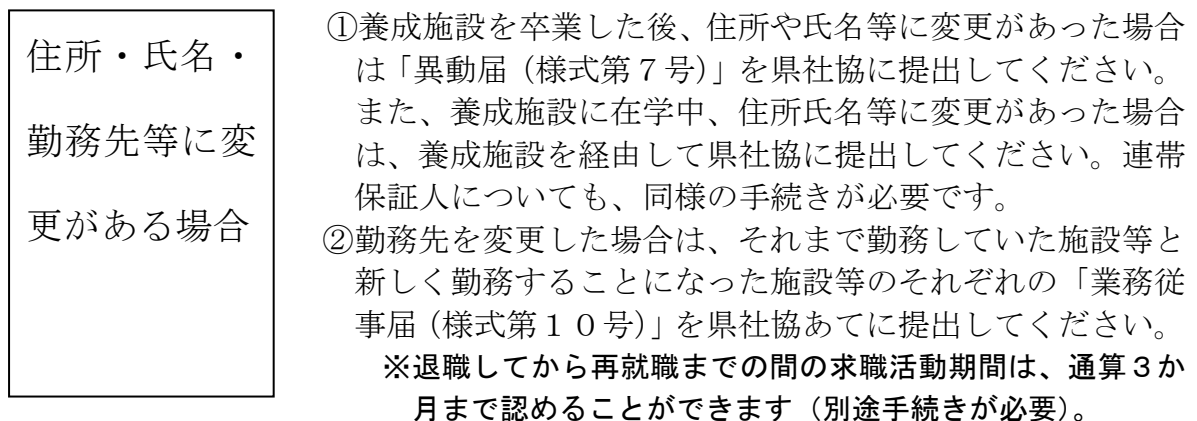 住所・氏名・
勤務先等に変
更がある場合
①養成施設を卒業した後、住所や氏名等に変更があった場合
は「異動届（様式第７号）」を県社協に提出してください。
また、養成施設に在学中、住所氏名等に変更があった場合
は、養成施設を経由して県社協に提出してください。連帯
保証人についても、同様の手続きが必要です。
②勤務先を変更した場合は、それまで勤務していた施設等と
新しく勤務することになった施設等のそれぞれの「業務従
事届（様式第１０号）」を県社協あてに提出してください。
※退職してから再就職までの間の求職活動期間は、通算３か
月まで認めることができます（別途手続きが必要）。